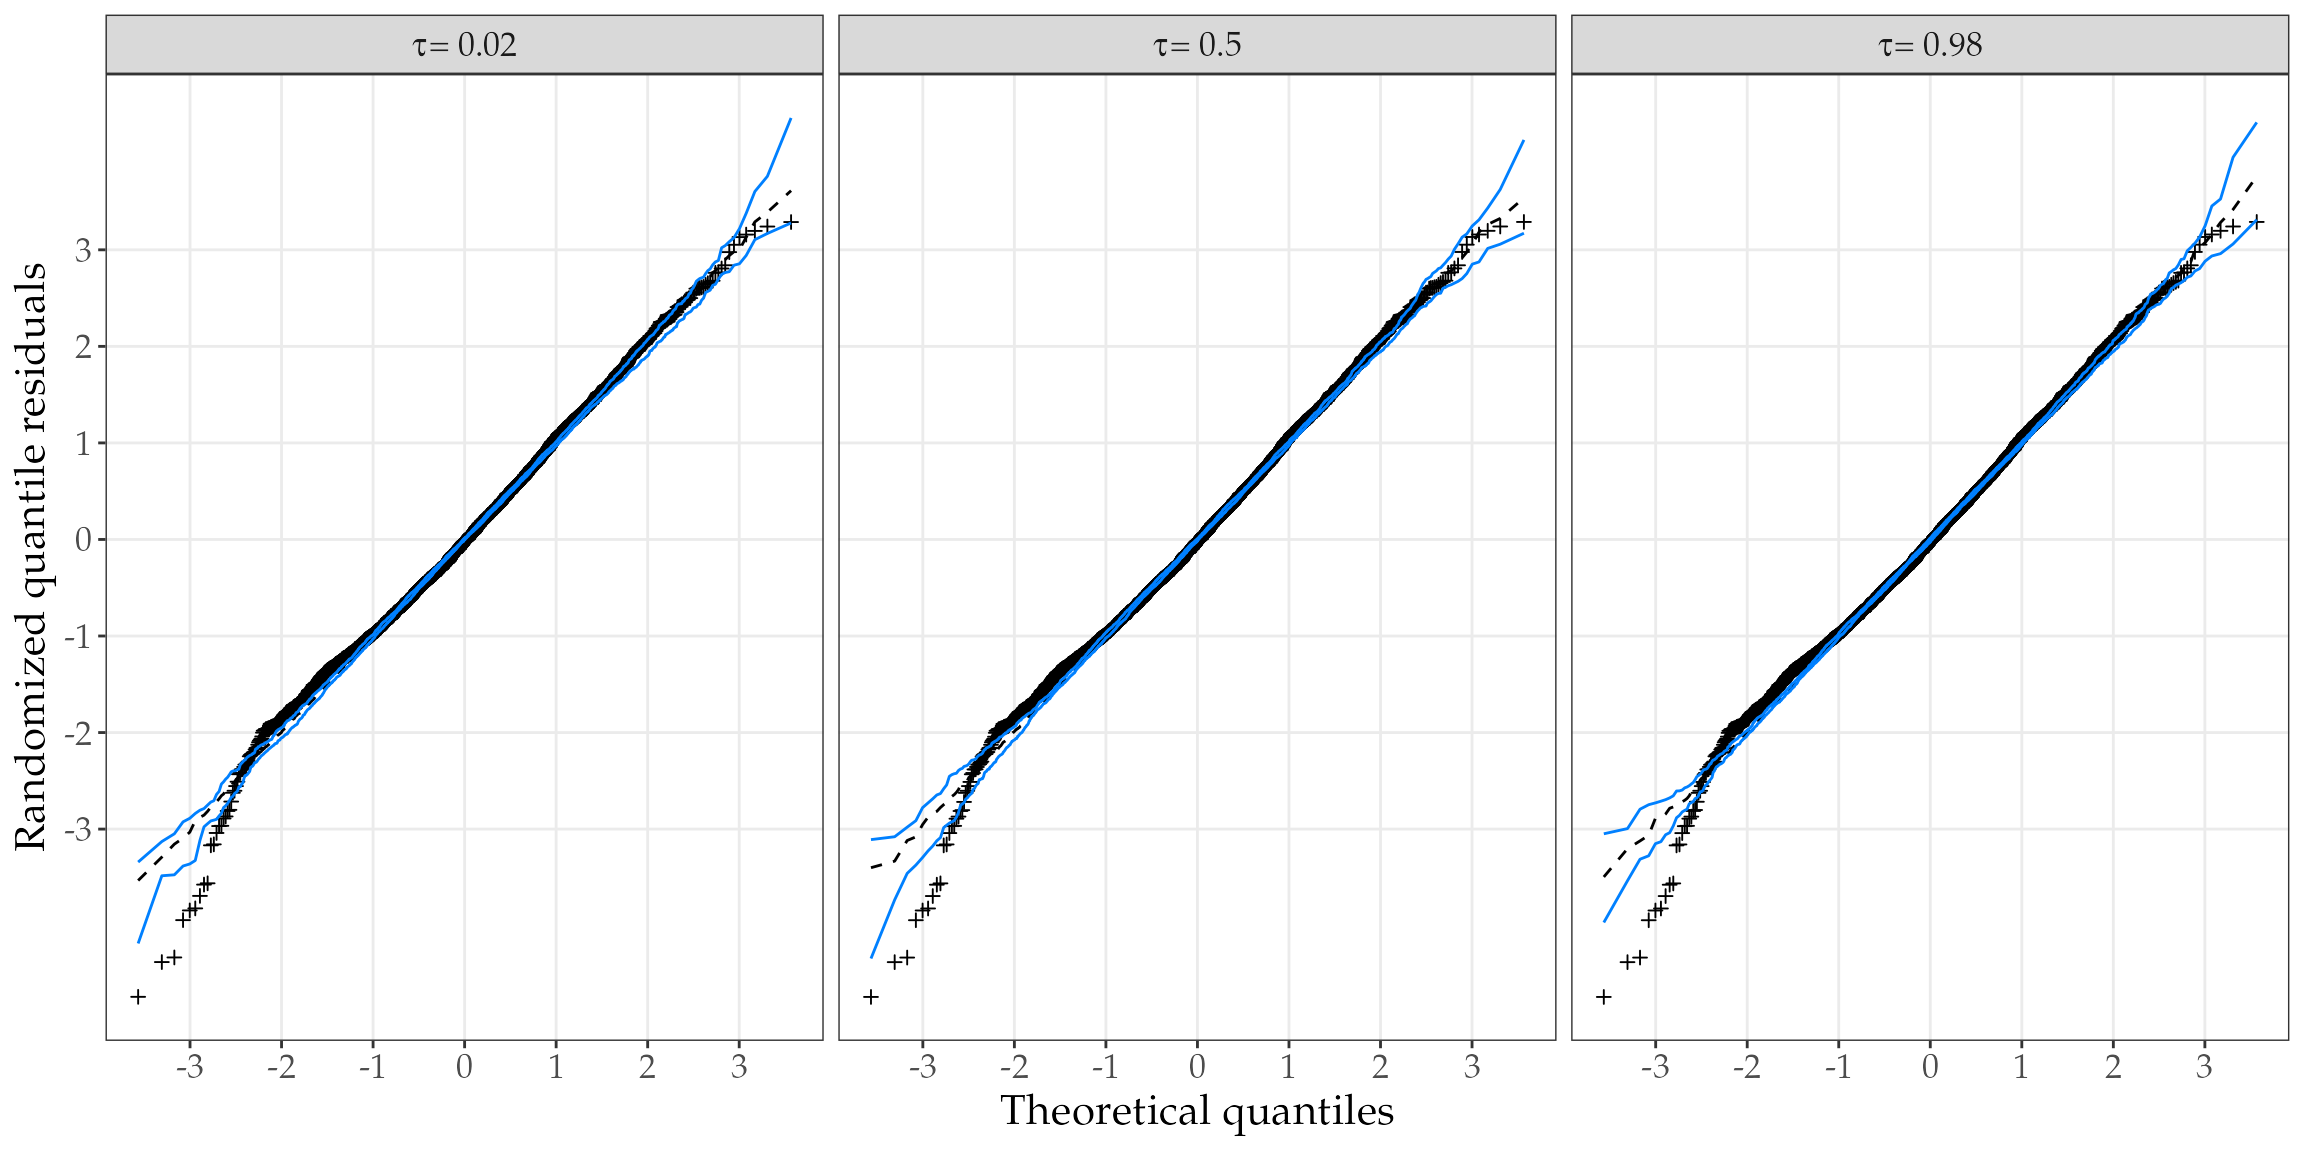 τ= 0.02
τ= 0.5
τ= 0.98
Randomized quantile residuals
3
2
1
0
-1
-2
-3
-3 -2 -1 0 1 2 3
-3 -2 -1 0 1 2 3
-3 -2 -1 0 1 2 3
Theoretical quantiles